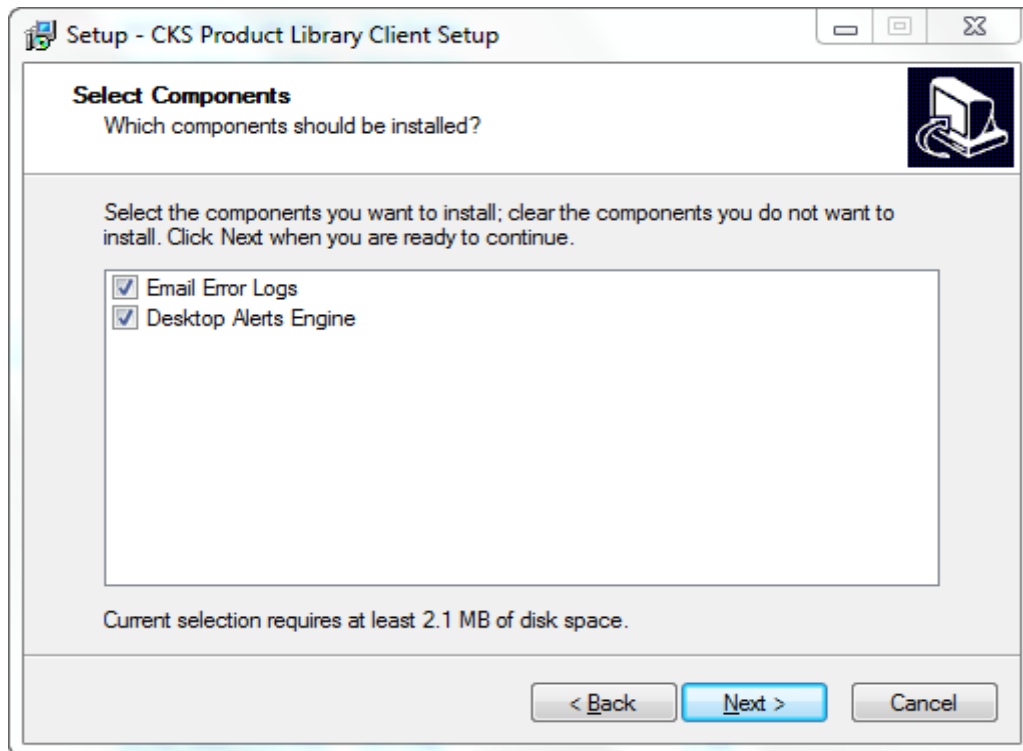 Setup - CKS Product Library Client Setup
Select Components
Which components should be installed?
Select the components you want to install; clear the components you do not want to
install. Click Next when you are ready to continue.
Email Error Logs
Desktop Alerts Engine
Current selection requires at least 2.1 MB of disk space.
< Back Next > Cancel